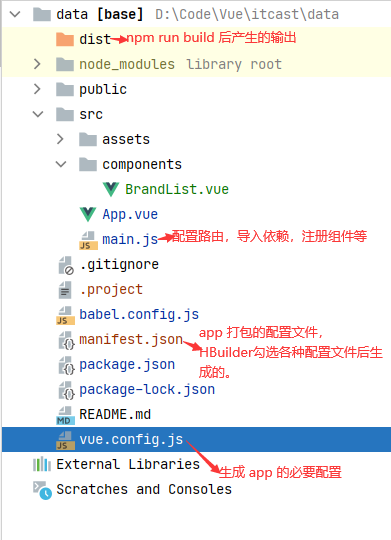 data [base] D:\Code\Vue\itcast\data
dist npm run build 后产生的输出
node_modules library root
public
src
assets
components
BrandList.vue
App.vue
main.js 配置路由，导入依赖，注册组件等
.gitignore
.project
babel.config.js
manifest.json
app 打包的配置文件，
HBuilder勾选各种配置文件后生
成的。
package.json
package-lock.json
README.md
vue.config.js
生成 app 的必要配置
External Libraries
Scratches and Consoles